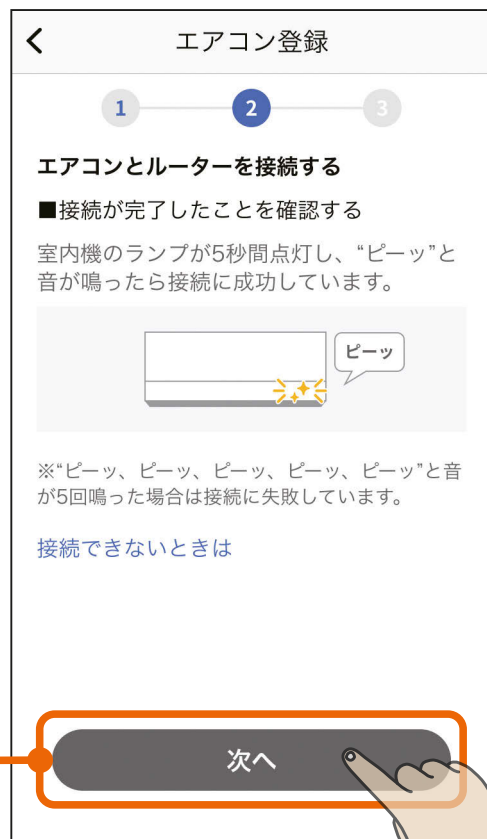 エアコン登録
1 2 3
エアコンとルーターを接続する
■接続が完了したことを確認する
室内機のランプが5秒間点灯し、“ピーッ”と
音が鳴ったら接続に成功しています。
ピーッ
※“ピーッ、ピーッ、ピーッ、ピーッ、ピーッ”と音
が5回鳴った場合は接続に失敗しています。
接続できないときは
次へ